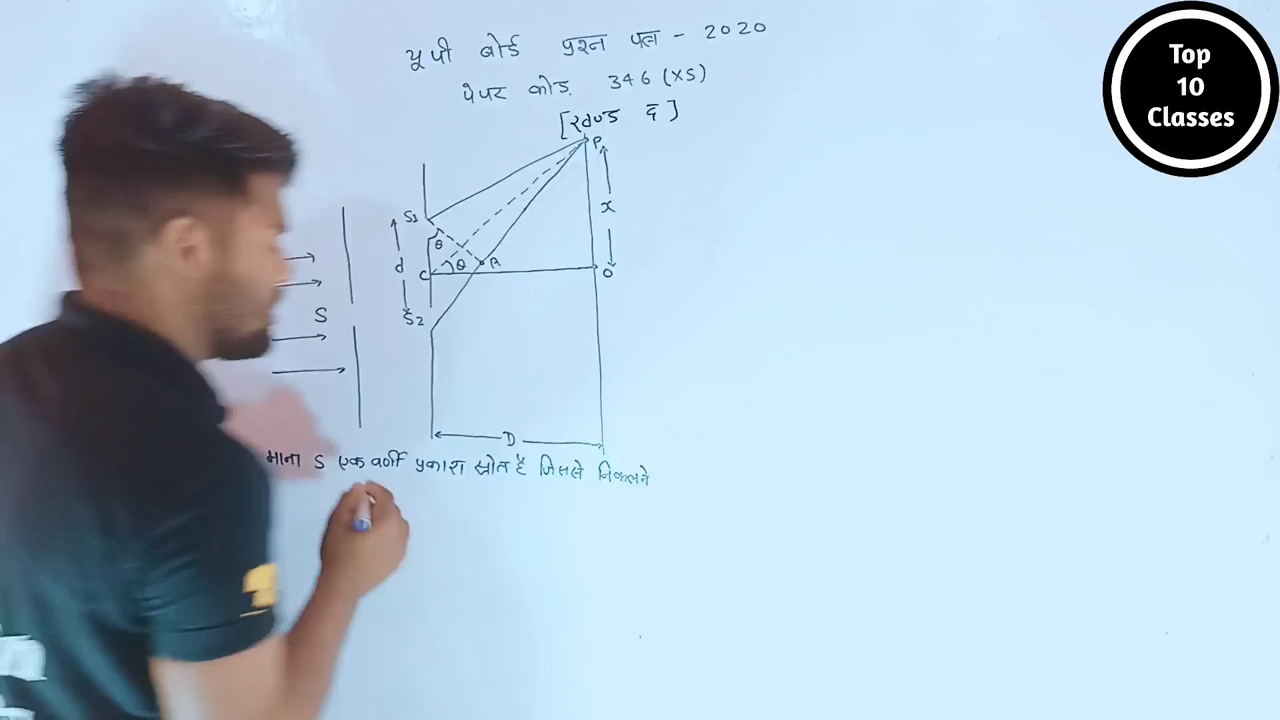 यू पी बोर्ड प्रश्न पत्र - 2020
पेपर कोड. 346 (XS)
[खण्ड द]
Top
10
Classes
P
x
S1
θ
d
C
θ
A
O
S
S2
D
माना S एक वर्णी प्रकाश स्रोत है जिससे निकलने